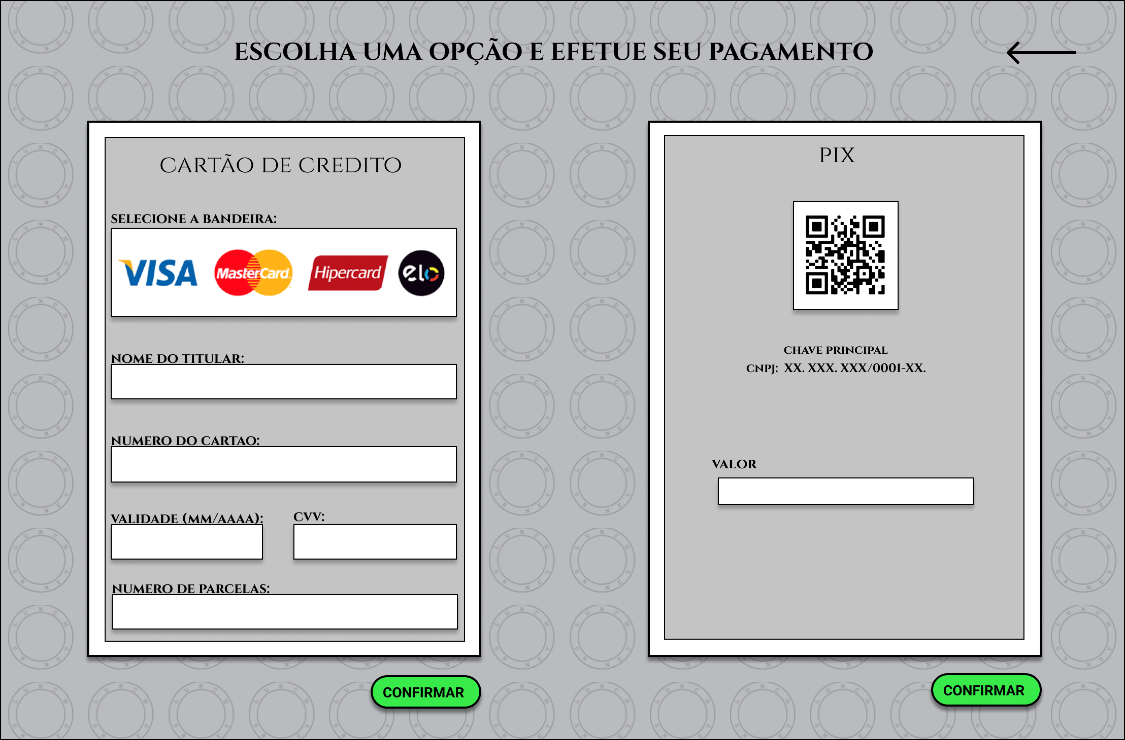 ESCOLHA UMA OPÇÃO E EFETUE SEU PAGAMENTO
CARTÃO DE CREDITO
SELECIONE A BANDEIRA:
VISA MasterCard Hipercard elo
NOME DO TITULAR:
NUMERO DO CARTAO:
VALIDADE (MM/AAAA): CVV:
NUMERO DE PARCELAS:
CONFIRMAR
PIX
CHAVE PRINCIPAL
CNPJ: XX. XXX. XXX/0001-XX.
VALOR
CONFIRMAR